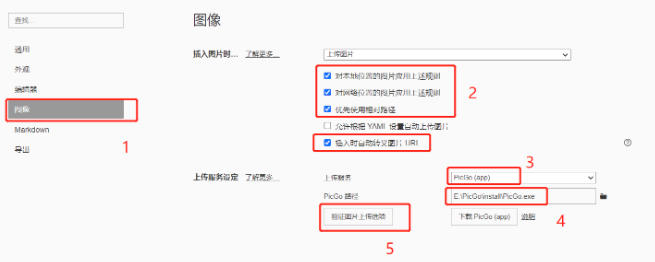 查找...
图像
通用
外观
编辑器
图像
Markdown
导出
插入图片时... 了解更多...
上传图片
对本地位置的图片应用上述规则
对网络位置的图片应用上述规则
优先使用相对路径
允许根据 YAML 设置自动上传图片
插入时自动转义图片 URL
1
2
上传服务设定 了解更多...
上传服务
PicGo (app)
3
PicGo 路径
E:\PicGo\install\PicGo.exe
验证图片上传选项
下载 PicGo (app)
4
5